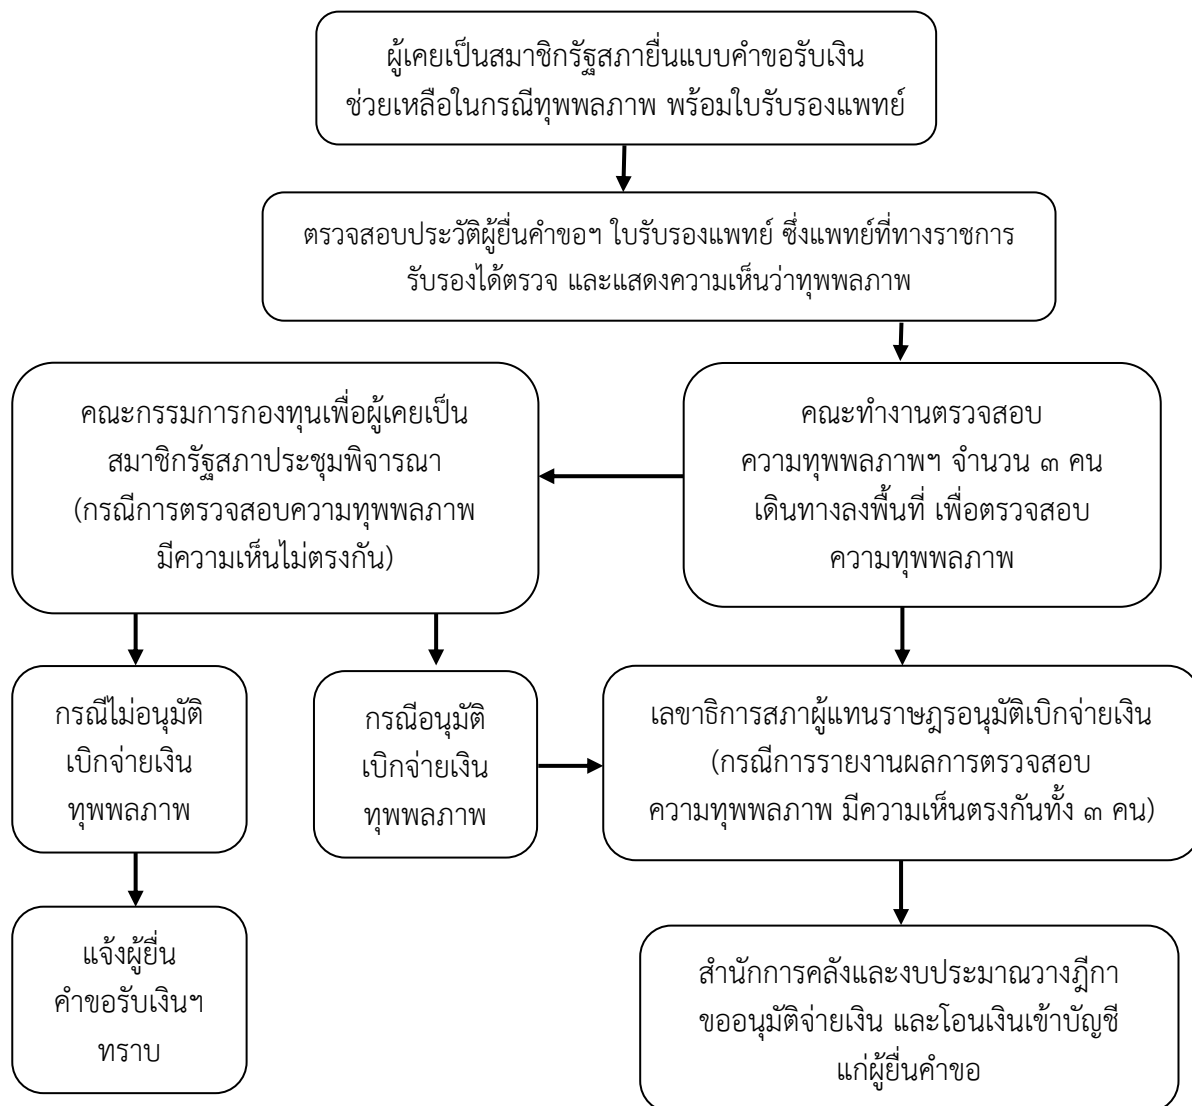 ผู้เคยเป็นสมาชิกรัฐสภายื่นแบบคำขอรับเงิน
ช่วยเหลือในกรณีทุพพลภาพ พร้อมใบรับรองแพทย์
ตรวจสอบประวัติผู้ยื่นคำขอฯ ใบรับรองแพทย์ ซึ่งแพทย์ที่ทางราชการ
รับรองได้ตรวจ และแสดงความเห็นว่าทุพพลภาพ
คณะทำงานตรวจสอบ
ความทุพพลภาพฯ จำนวน ๓ คน
เดินทางลงพื้นที่ เพื่อตรวจสอบ
ความทุพพลภาพ
คณะกรรมการกองทุนเพื่อผู้เคยเป็น
สมาชิกรัฐสภาประชุมพิจารณา
(กรณีการตรวจสอบความทุพพลภาพ
มีความเห็นไม่ตรงกัน)
กรณีไม่อนุมัติ
เบิกจ่ายเงิน
ทุพพลภาพ
กรณีอนุมัติ
เบิกจ่ายเงิน
ทุพพลภาพ
เลขาธิการสภาผู้แทนราษฎรอนุมัติเบิกจ่ายเงิน
(กรณีการรายงานผลการตรวจสอบ
ความทุพพลภาพ มีความเห็นตรงกันทั้ง ๓ คน)
แจ้งผู้ยื่น
คำขอรับเงินฯ
ทราบ
สำนักการคลังและงบประมาณวางฎีกา
ขออนุมัติจ่ายเงิน และโอนเงินเข้าบัญชี
แก่ผู้ยื่นคำขอ